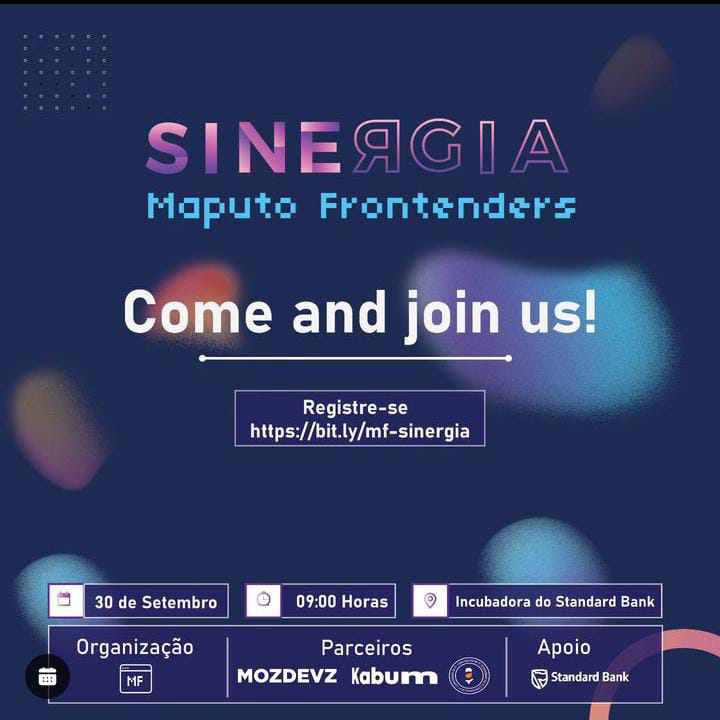 SINERGIA
Maputo Frontenders
Come and join us!
Registre-se
https://bit.ly/mf-sinergia
30 de Setembro
09:00 Horas
Incubadora do Standard Bank
Organização
MF
Parceiros
MOZDEVZ Kabum
Apoio
Standard Bank